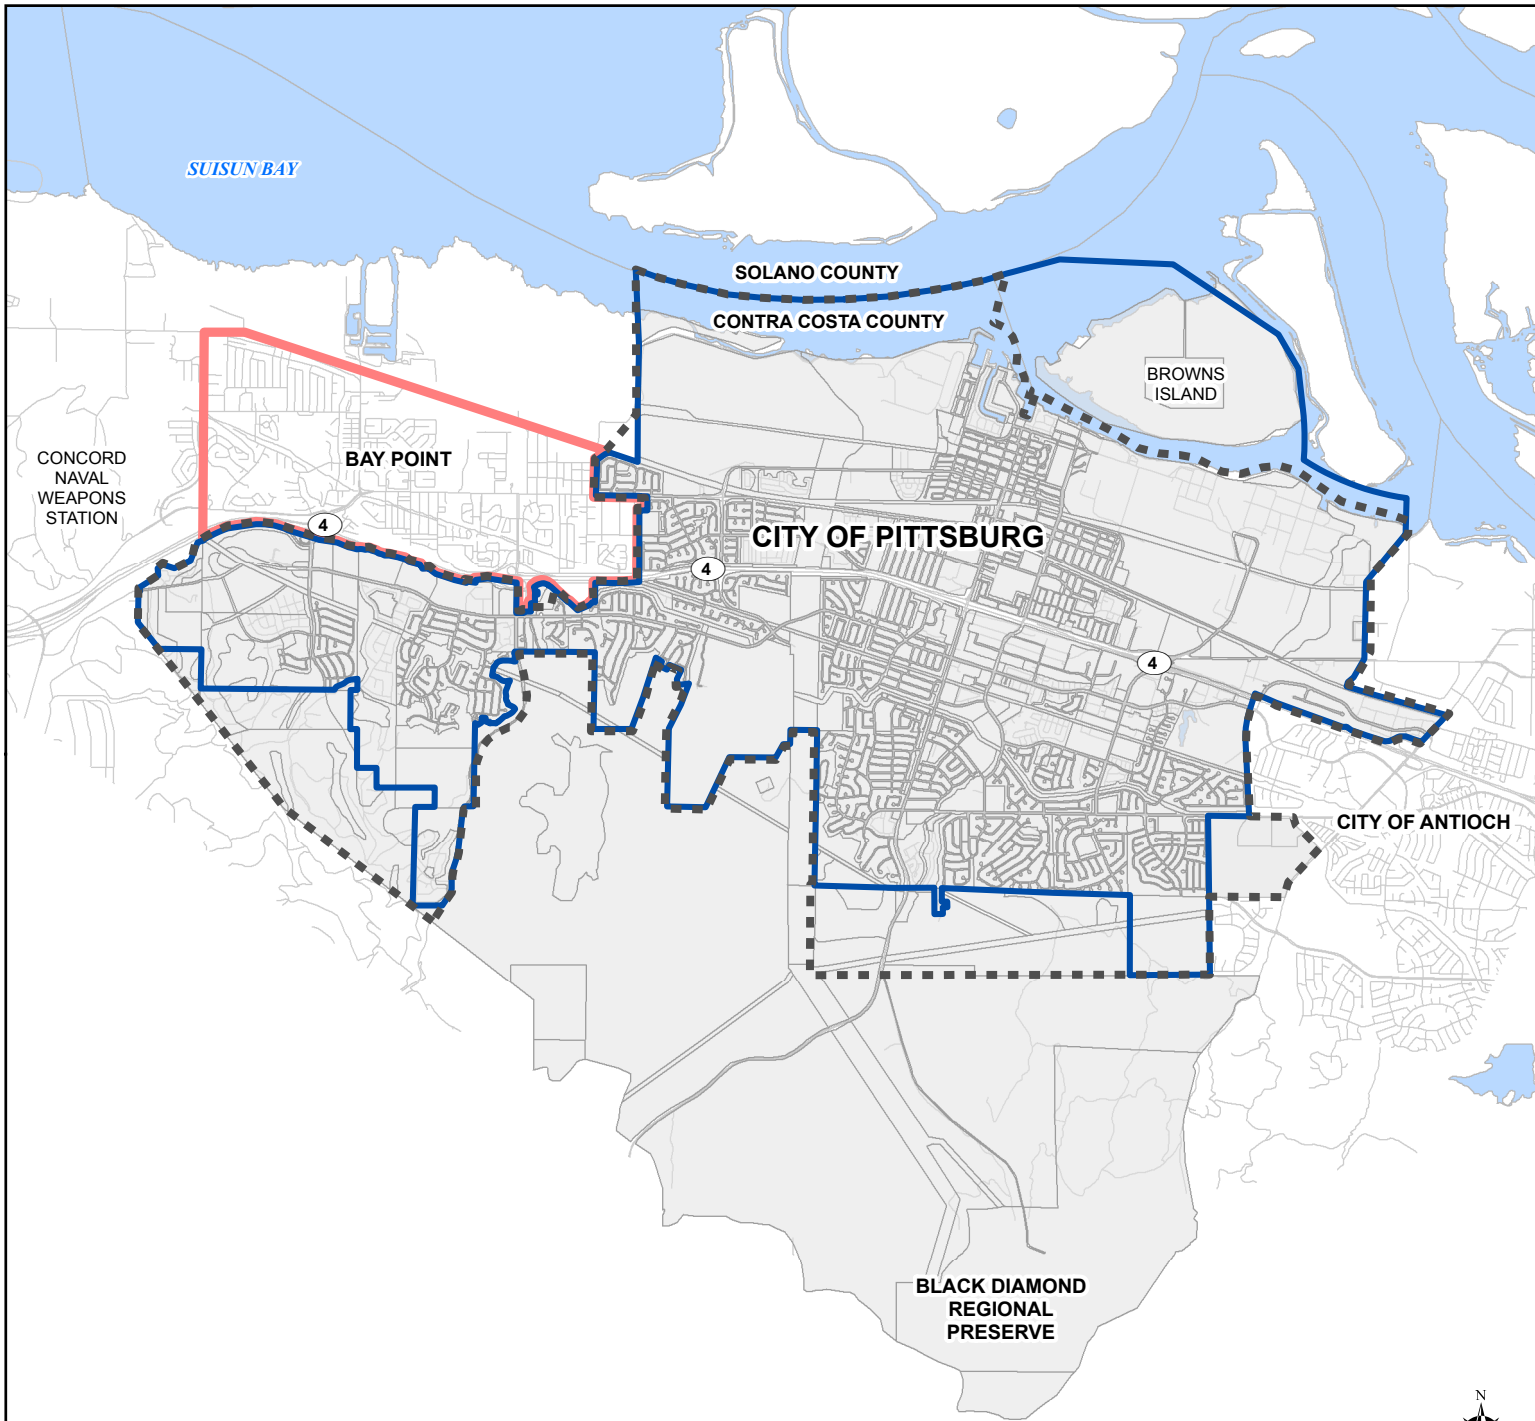 SUISUN BAY
SOLANO COUNTY
CONTRA COSTA COUNTY
BROWNS
ISLAND
CONCORD
NAVAL
WEAPONS
STATION
BAY POINT
4
CITY OF PITTSBURG
4
4
CITY OF ANTIOCH
BLACK DIAMOND
REGIONAL
PRESERVE
N